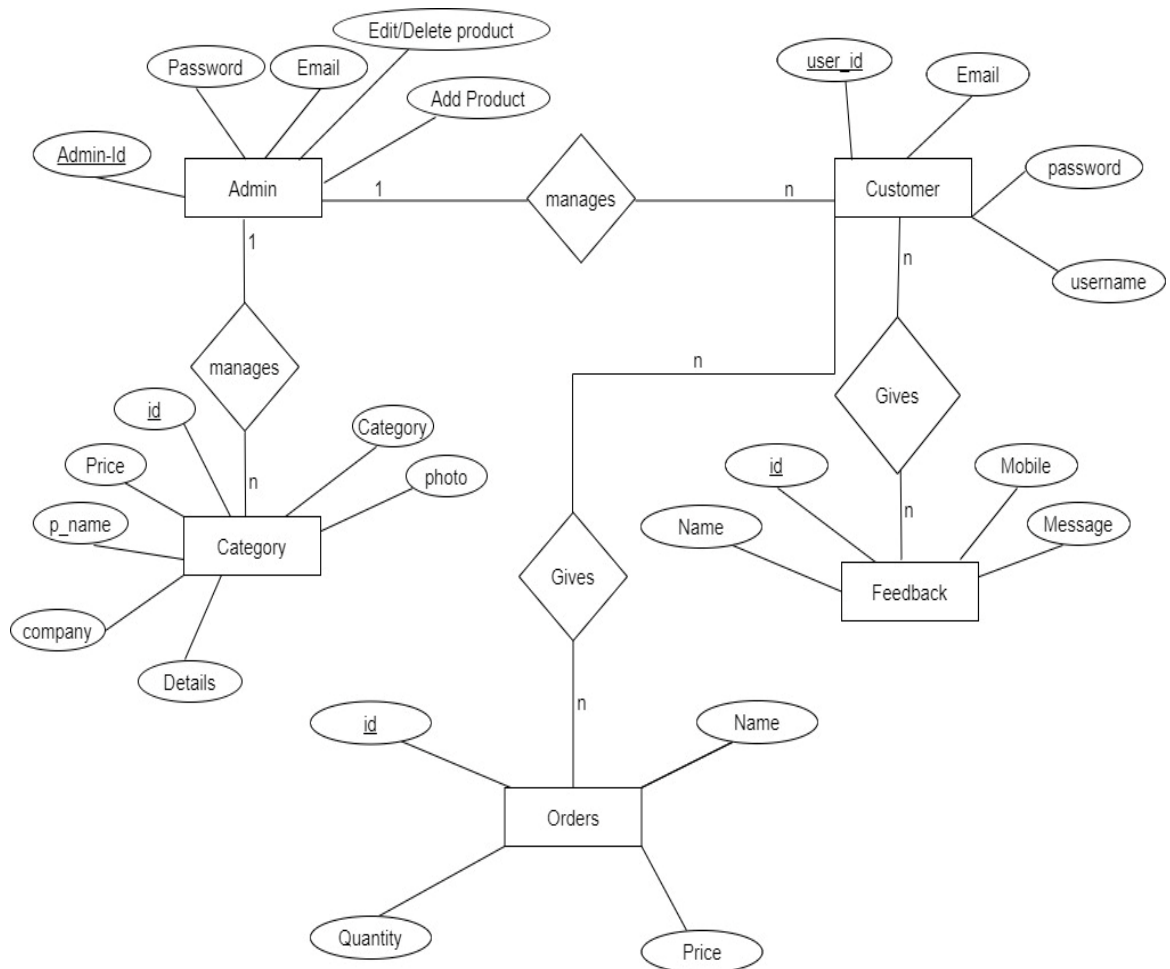 Edit/Delete product
Password
Email
user_id
Email
Add Product
Admin-Id
Admin
1
manages
n
Customer
password
username
1
n
n
manages
Gives
id
Category
Price
photo
id
Mobile
n
p_name
Name
Message
n
Category
Gives
Feedback
company
Details
n
id
Name
Orders
Quantity
Price